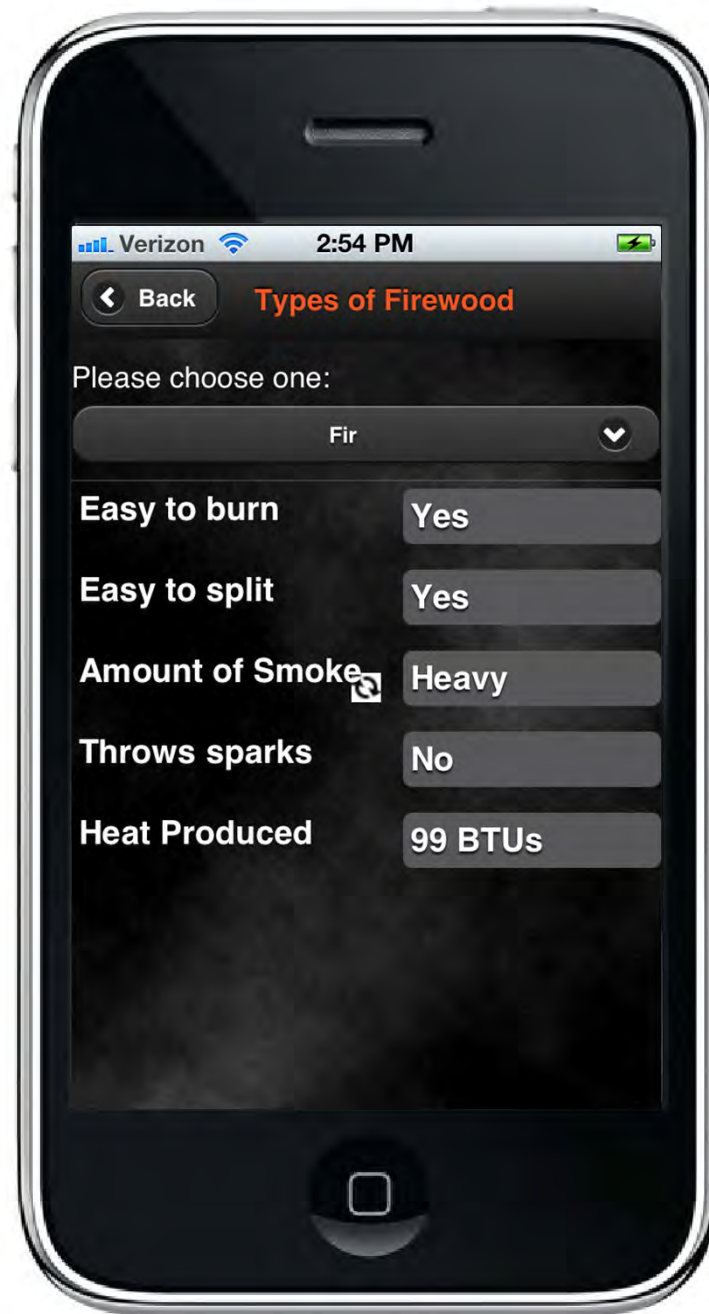 Verizon 2:54 PM
Back Types of Firewood
Please choose one:
Fir
Easy to burn Yes
Easy to split Yes
Amount of Smoke Heavy
Throws sparks No
Heat Produced 99 BTUs